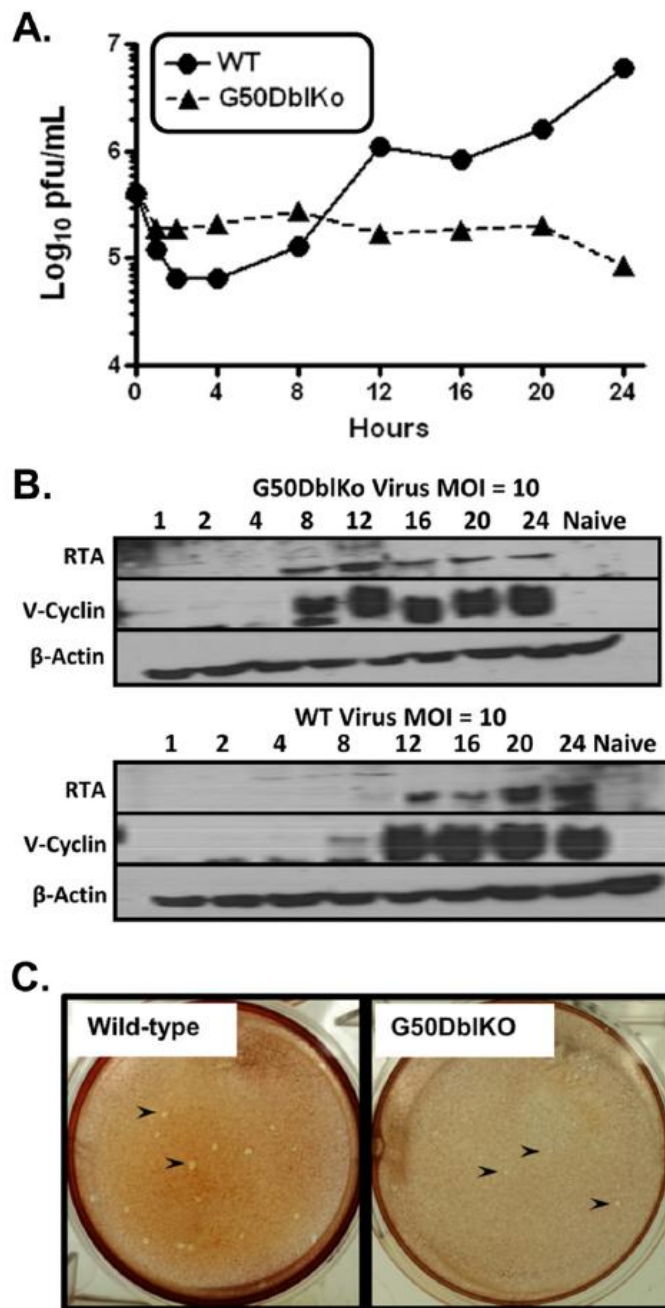 A.
7
6
5
4
Log10 pfu/mL
WT
G50DblKo
0 4 8 12 16 20 24
Hours
B.
G50DblKo Virus MOI = 10
1 2 4 8 12 16 20 24 Naive
RTA
V-Cyclin
β-Actin
WT Virus MOI = 10
1 2 4 8 12 16 20 24 Naive
RTA
V-Cyclin
β-Actin
C.
Wild-type
G50DblKO